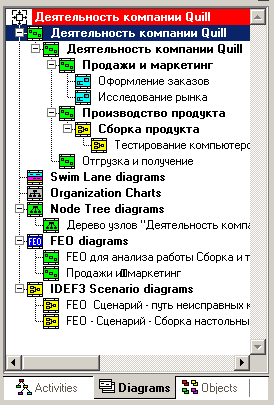 Деятельность компании Quill
Деятельность компании Quill
Деятельность компании Quill
Продажи и маркетинг
Оформление заказов
Исследование рынка
Производство продукта
Сборка продукта
Тестирование компьютеро
Отгрузка и получение
Swim Lane diagrams
Organization Charts
Node Tree diagrams
Дерево узлов "Деятельность компа
FEO diagrams
FEO для анализа работы Сборка и т
Продажи и маркетинг
IDEF3 Scenario diagrams
FEO Сценарий - путь неисправных к
FEO - Сценарий - Сборка настольны
Activities Diagrams Objects